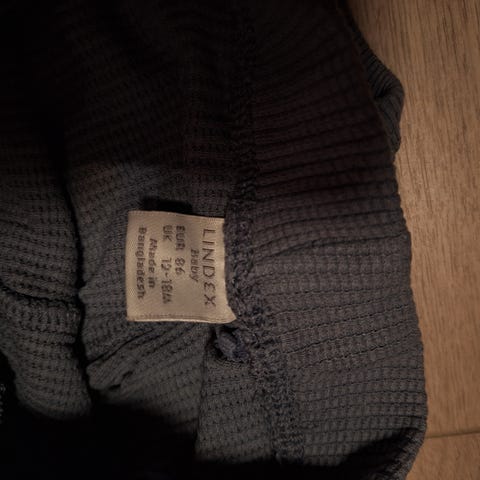 LINDEX
Baby
EUR 86
UK 12-18M
Made in
Bangladesh